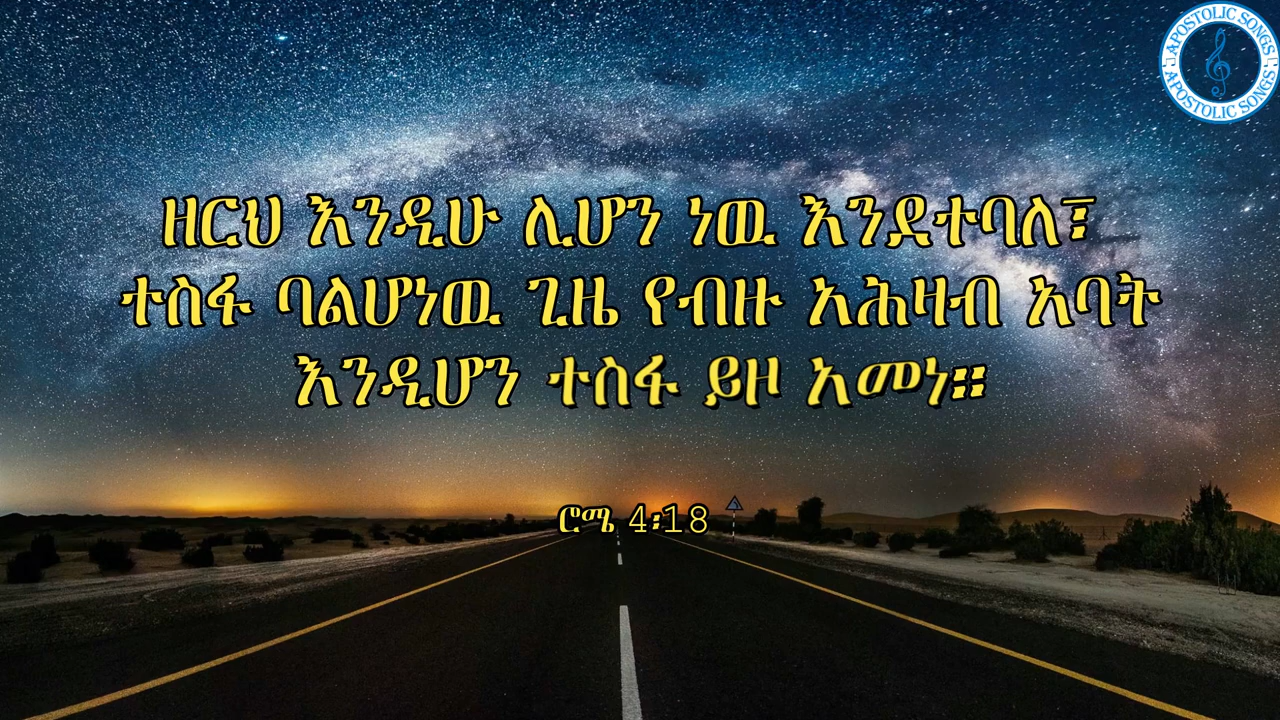 APOSTOLIC SONGS
APOSTOLIC SONGS
ዘርህ እንዲሁ ሊሆን ነዉ እንደተባለ፣
ተስፋ ባልሆነዉ ጊዜ የብዙ አሕዛብ አባት
እንዲሆን ተስፋ ይዞ አመነ።
ሮሜ 4፡18